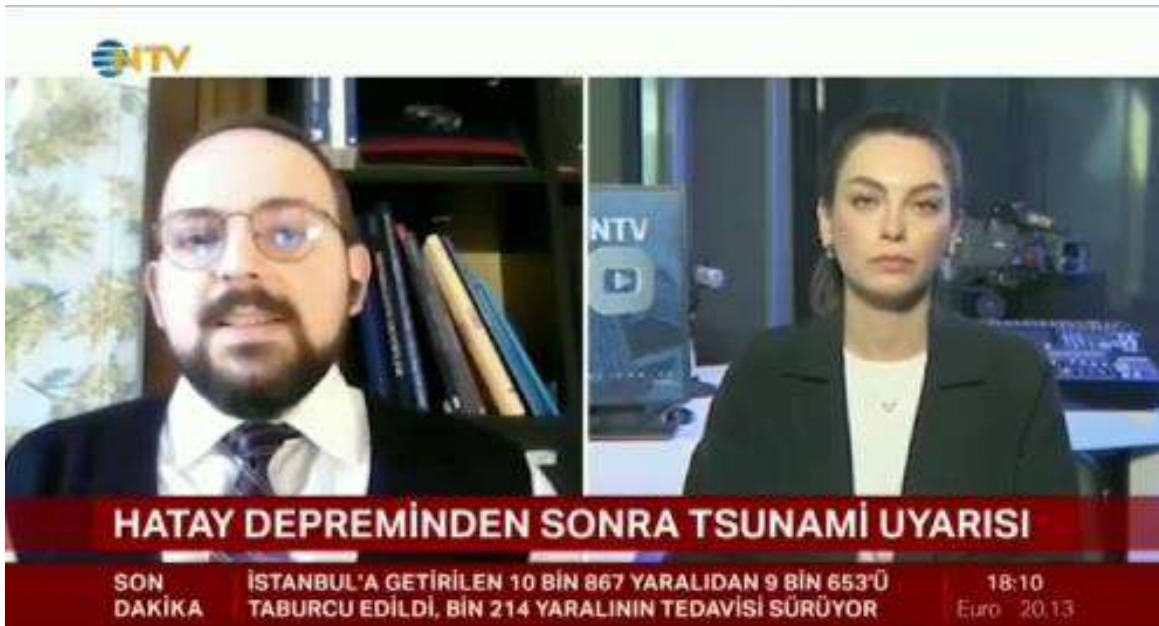 NTV
NTV
HATAY DEPREMİNDEN SONRA TSUNAMİ UYARISI
SON DAKİKA
İSTANBUL'A GETİRİLEN 10 BİN 867 YARALIDAN 9 BİN 653'Ü
TABURCU EDİLDİ, BİN 214 YARALININ TEDAVİSİ SÜRÜYOR
18:10
Euro 20.13